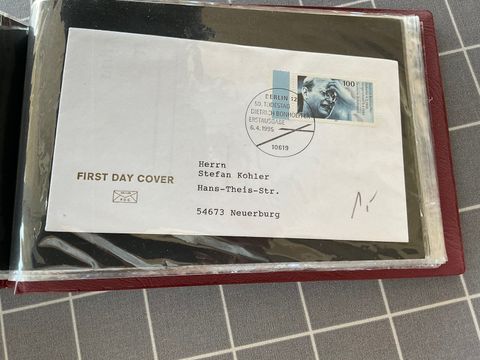 100
BERLIN 12
50. TODESTAG
DIETRICH BONHOEFFER
ERSTAUSGABE
6.4.1995
10619
Herrn
Stefan Kohler
Hans-Theis-Str.
54673 Neuerburg
FIRST DAY COVER
FDC